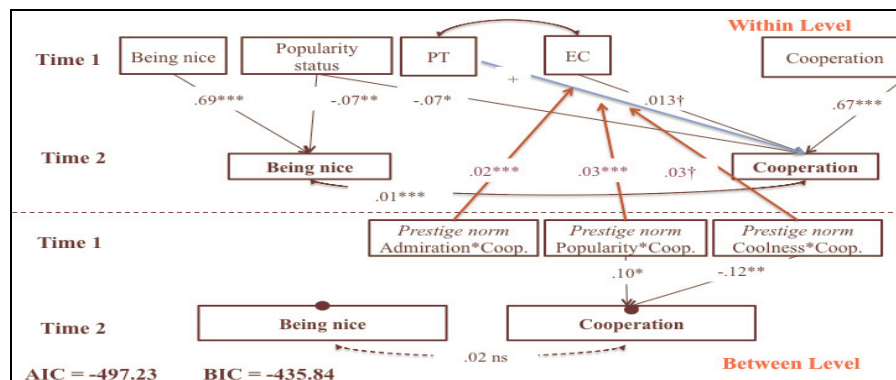 Within Level
Time 1
Being nice
Popularity
status
PT
EC
Cooperation
+
.69***
-.07**
-.07*
.013†
.67***
Time 2
Being nice
Cooperation
.02***
.03***
.03†
.01***
Time 1
Prestige norm
Admiration*Coop.
Prestige norm
Popularity*Coop.
Prestige norm
Coolness*Coop.
.10*
-.12**
Time 2
Being nice
Cooperation
.02 ns
Between Level
AIC = -497.23 BIC = -435.84